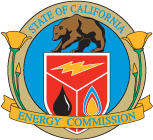 STATE OF CALIFORNIA
ENERGY COMMISSION